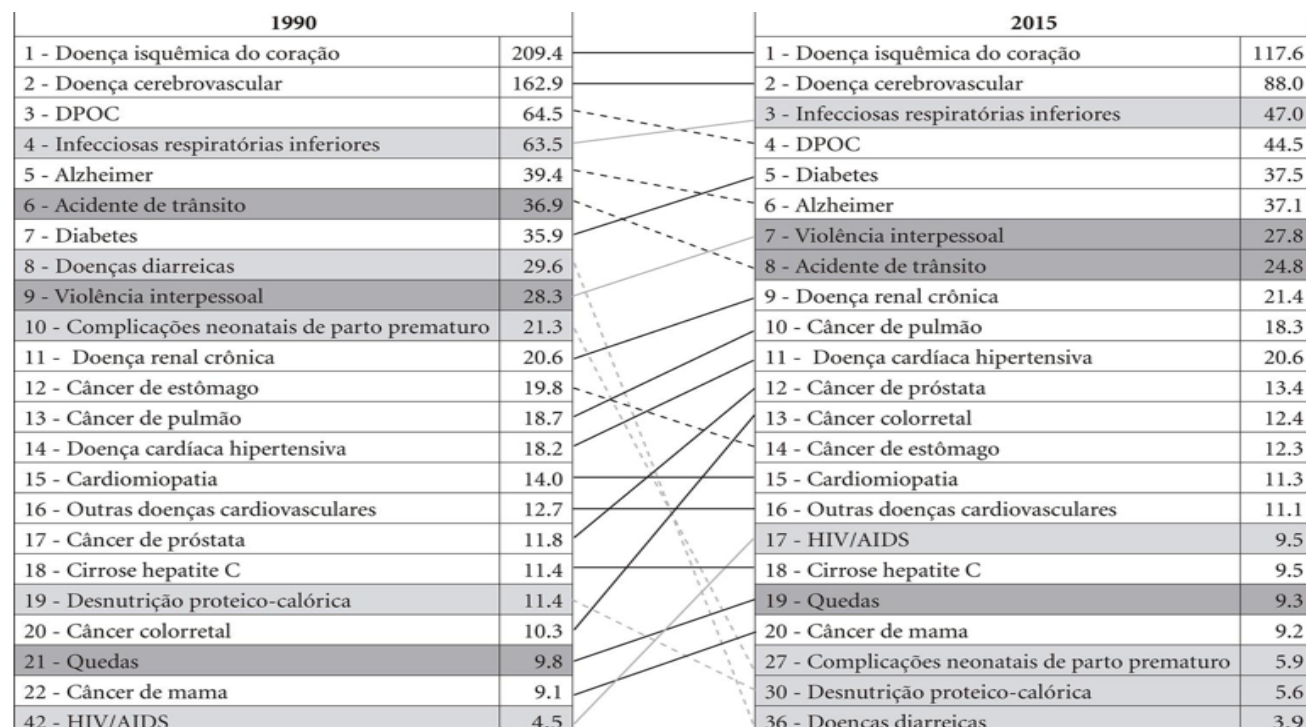 1990
1 - Doença isquêmica do coração 209.4
2 - Doença cerebrovascular 162.9
3 - DPOC 64.5
4 - Infecciosas respiratórias inferiores 63.5
5 - Alzheimer 39.4
6 - Acidente de trânsito 36.9
7 - Diabetes 35.9
8 - Doenças diarreicas 29.6
9 - Violência interpessoal 28.3
10 - Complicações neonatais de parto prematuro 21.3
11 - Doença renal crônica 20.6
12 - Câncer de estômago 19.8
13 - Câncer de pulmão 18.7
14 - Doença cardíaca hipertensiva 18.2
15 - Cardiomiopatia 14.0
16 - Outras doenças cardiovasculares 12.7
17 - Câncer de próstata 11.8
18 - Cirrose hepatite C 11.4
19 - Desnutrição proteico-calórica 11.4
20 - Câncer colorretal 10.3
21 - Quedas 9.8
22 - Câncer de mama 9.1
42 - HIV/AIDS 4.5
2015
1 - Doença isquêmica do coração 117.6
2 - Doença cerebrovascular 88.0
3 - Infecciosas respiratórias inferiores 47.0
4 - DPOC 44.5
5 - Diabetes 37.5
6 - Alzheimer 37.1
7 - Violência interpessoal 27.8
8 - Acidente de trânsito 24.8
9 - Doença renal crônica 21.4
10 - Câncer de pulmão 18.3
11 - Doença cardíaca hipertensiva 20.6
12 - Câncer de próstata 13.4
13 - Câncer colorretal 12.4
14 - Câncer de estômago 12.3
15 - Cardiomiopatia 11.3
16 - Outras doenças cardiovasculares 11.1
17 - HIV/AIDS 9.5
18 - Cirrose hepatite C 9.5
19 - Quedas 9.3
20 - Câncer de mama 9.2
27 - Complicações neonatais de parto prematuro 5.9
30 - Desnutrição proteico-calórica 5.6
36 - Doenças diarreicas 3.9